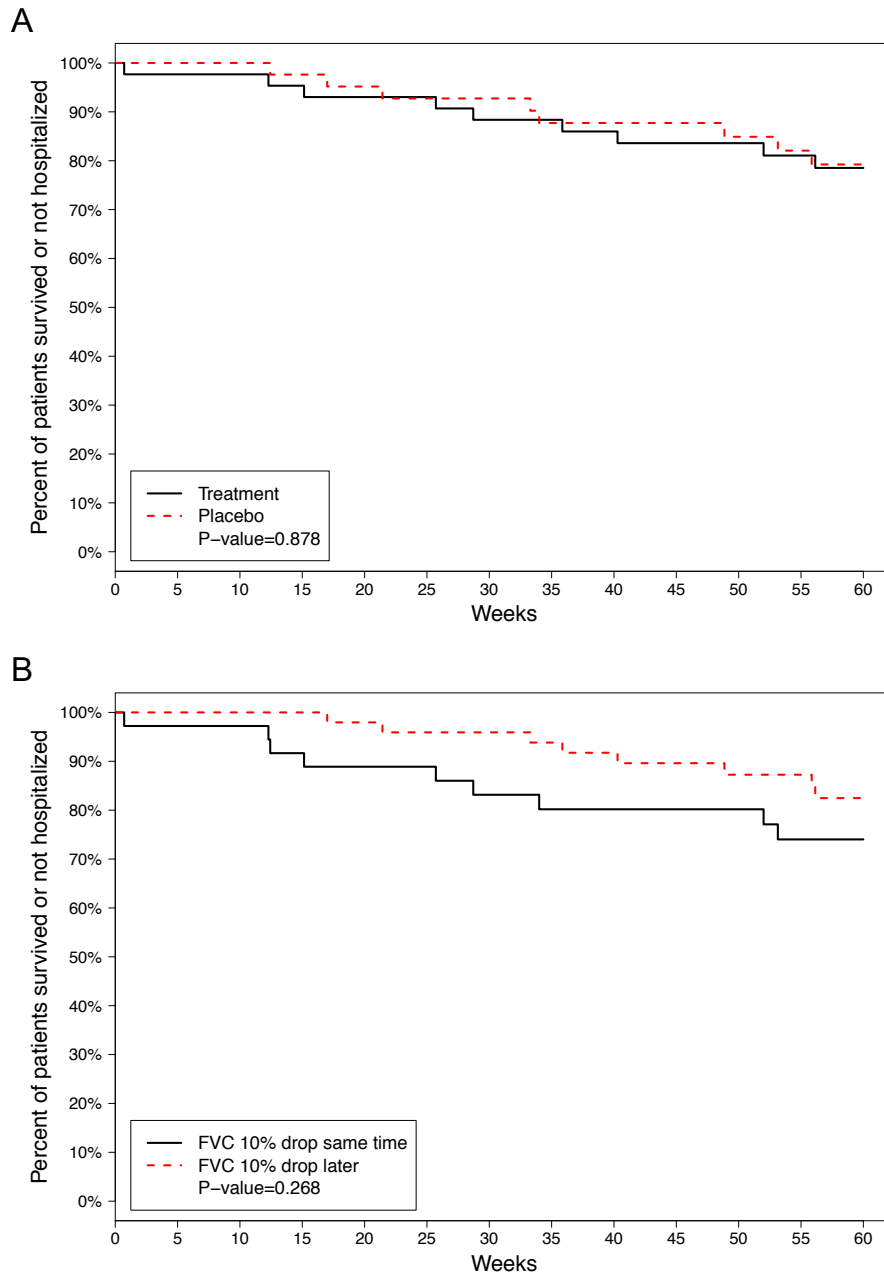 A
Percent of patients survived or not hospitalized
100%
90%
80%
70%
60%
50%
40%
30%
20%
10%
0%
Treatment
Placebo
P−value=0.878
0 5 10 15 20 25 30 35 40 45 50 55 60
Weeks
B
Percent of patients survived or not hospitalized
100%
90%
80%
70%
60%
50%
40%
30%
20%
10%
0%
FVC 10% drop same time
FVC 10% drop later
P−value=0.268
0 5 10 15 20 25 30 35 40 45 50 55 60
Weeks